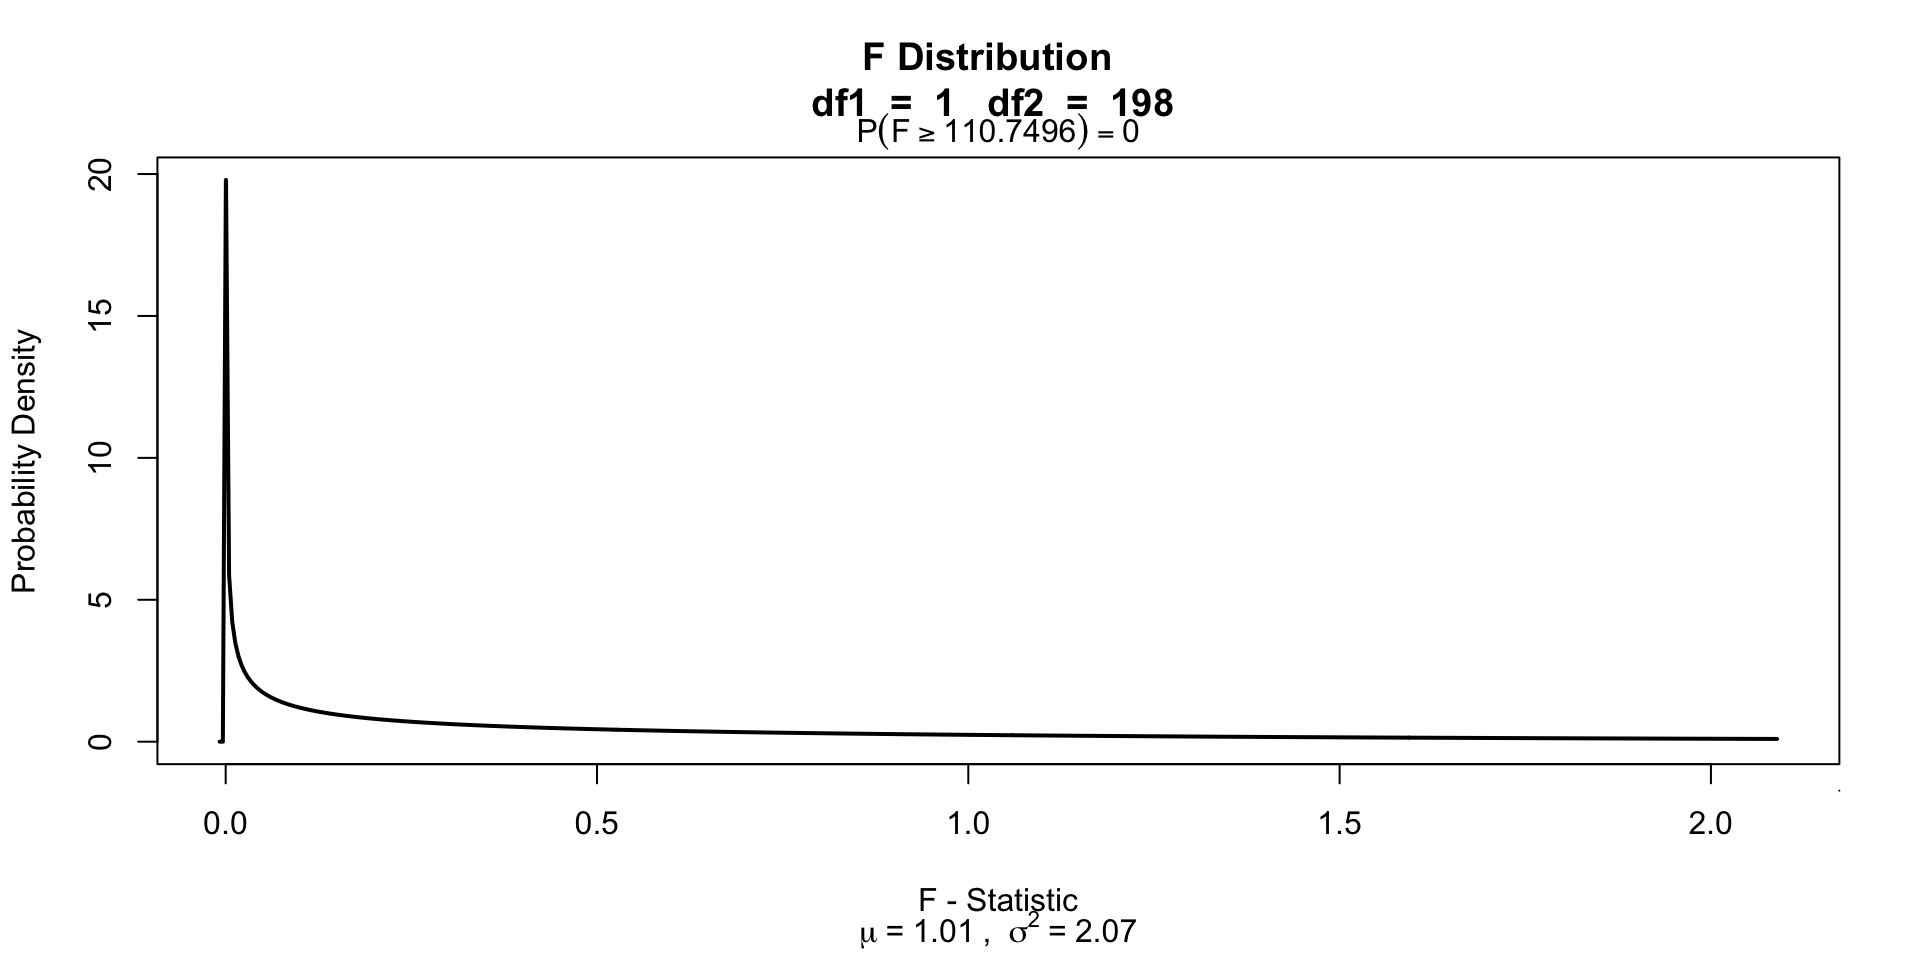 F Distribution
df1 = 1 df2 = 198
P(F ≥ 110.7496) = 0
Probability Density
20
15
10
5
0
0.0 0.5 1.0 1.5 2.0
F - Statistic
μ = 1.01 , σ² = 2.07